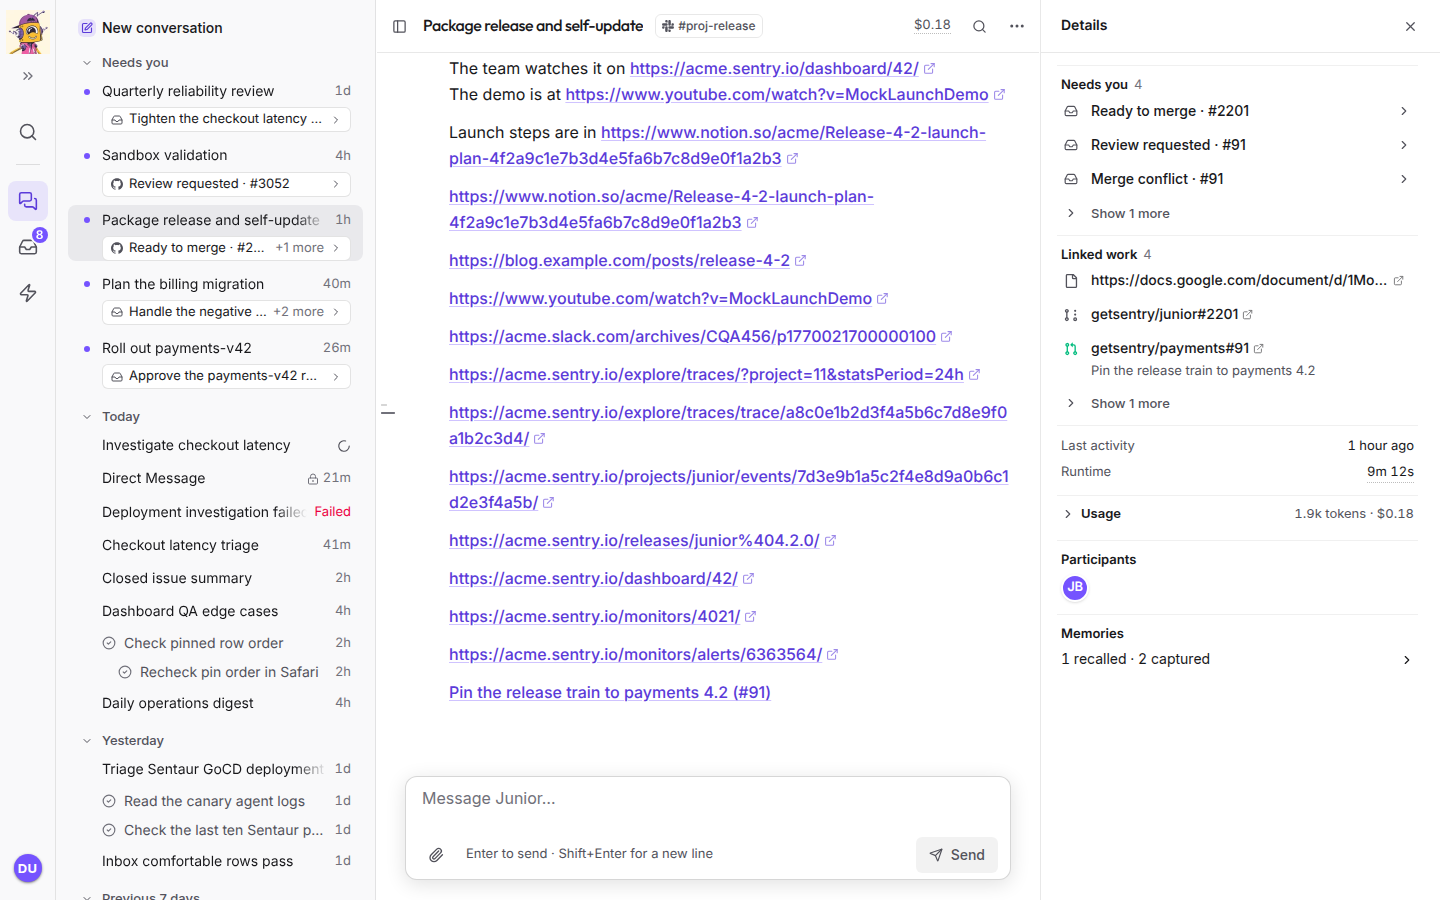 New conversation
Needs you
Quarterly reliability review 1d
Tighten the checkout latency ...
Sandbox validation 4h
Review requested · #3052
Package release and self-update 1h
Ready to merge · #2... +1 more
Plan the billing migration 40m
Handle the negative ... +2 more
Roll out payments-v42 26m
Approve the payments-v42 r...
Today
Investigate checkout latency
Direct Message 21m
Deployment investigation failed Failed
Checkout latency triage 41m
Closed issue summary 2h
Dashboard QA edge cases 4h
Check pinned row order 2h
Recheck pin order in Safari 2h
Daily operations digest 4h
Yesterday
Triage Sentaur GoCD deployment 1d
Read the canary agent logs 1d
Check the last ten Sentaur p... 1d
Inbox comfortable rows pass 1d
Previous 7 days
8
DU
Package release and self-update #proj-release $0.18
The team watches it on https://acme.sentry.io/dashboard/42/
The demo is at https://www.youtube.com/watch?v=MockLaunchDemo
Launch steps are in https://www.notion.so/acme/Release-4-2-launch-
plan-4f2a9c1e7b3d4e5fa6b7c8d9e0f1a2b3
https://www.notion.so/acme/Release-4-2-launch-plan-
4f2a9c1e7b3d4e5fa6b7c8d9e0f1a2b3
https://blog.example.com/posts/release-4-2
https://www.youtube.com/watch?v=MockLaunchDemo
https://acme.slack.com/archives/CQA456/p1770021700000100
https://acme.sentry.io/explore/traces/?project=11&statsPeriod=24h
https://acme.sentry.io/explore/traces/trace/a8c0e1b2d3f4a5b6c7d8e9f0
a1b2c3d4/
https://acme.sentry.io/projects/junior/events/7d3e9b1a5c2f4e8d9a0b6c1
d2e3f4a5b/
https://acme.sentry.io/releases/junior%404.2.0/
https://acme.sentry.io/dashboard/42/
https://acme.sentry.io/monitors/4021/
https://acme.sentry.io/monitors/alerts/6363564/
Pin the release train to payments 4.2 (#91)
Message Junior...
Enter to send · Shift+Enter for a new line
Send
Details
Needs you 4
Ready to merge · #2201
Review requested · #91
Merge conflict · #91
Show 1 more
Linked work 4
https://docs.google.com/document/d/1Mo...
getsentry/junior#2201
getsentry/payments#91
Pin the release train to payments 4.2
Show 1 more
Last activity 1 hour ago
Runtime 9m 12s
Usage 1.9k tokens · $0.18
Participants
JB
Memories
1 recalled · 2 captured